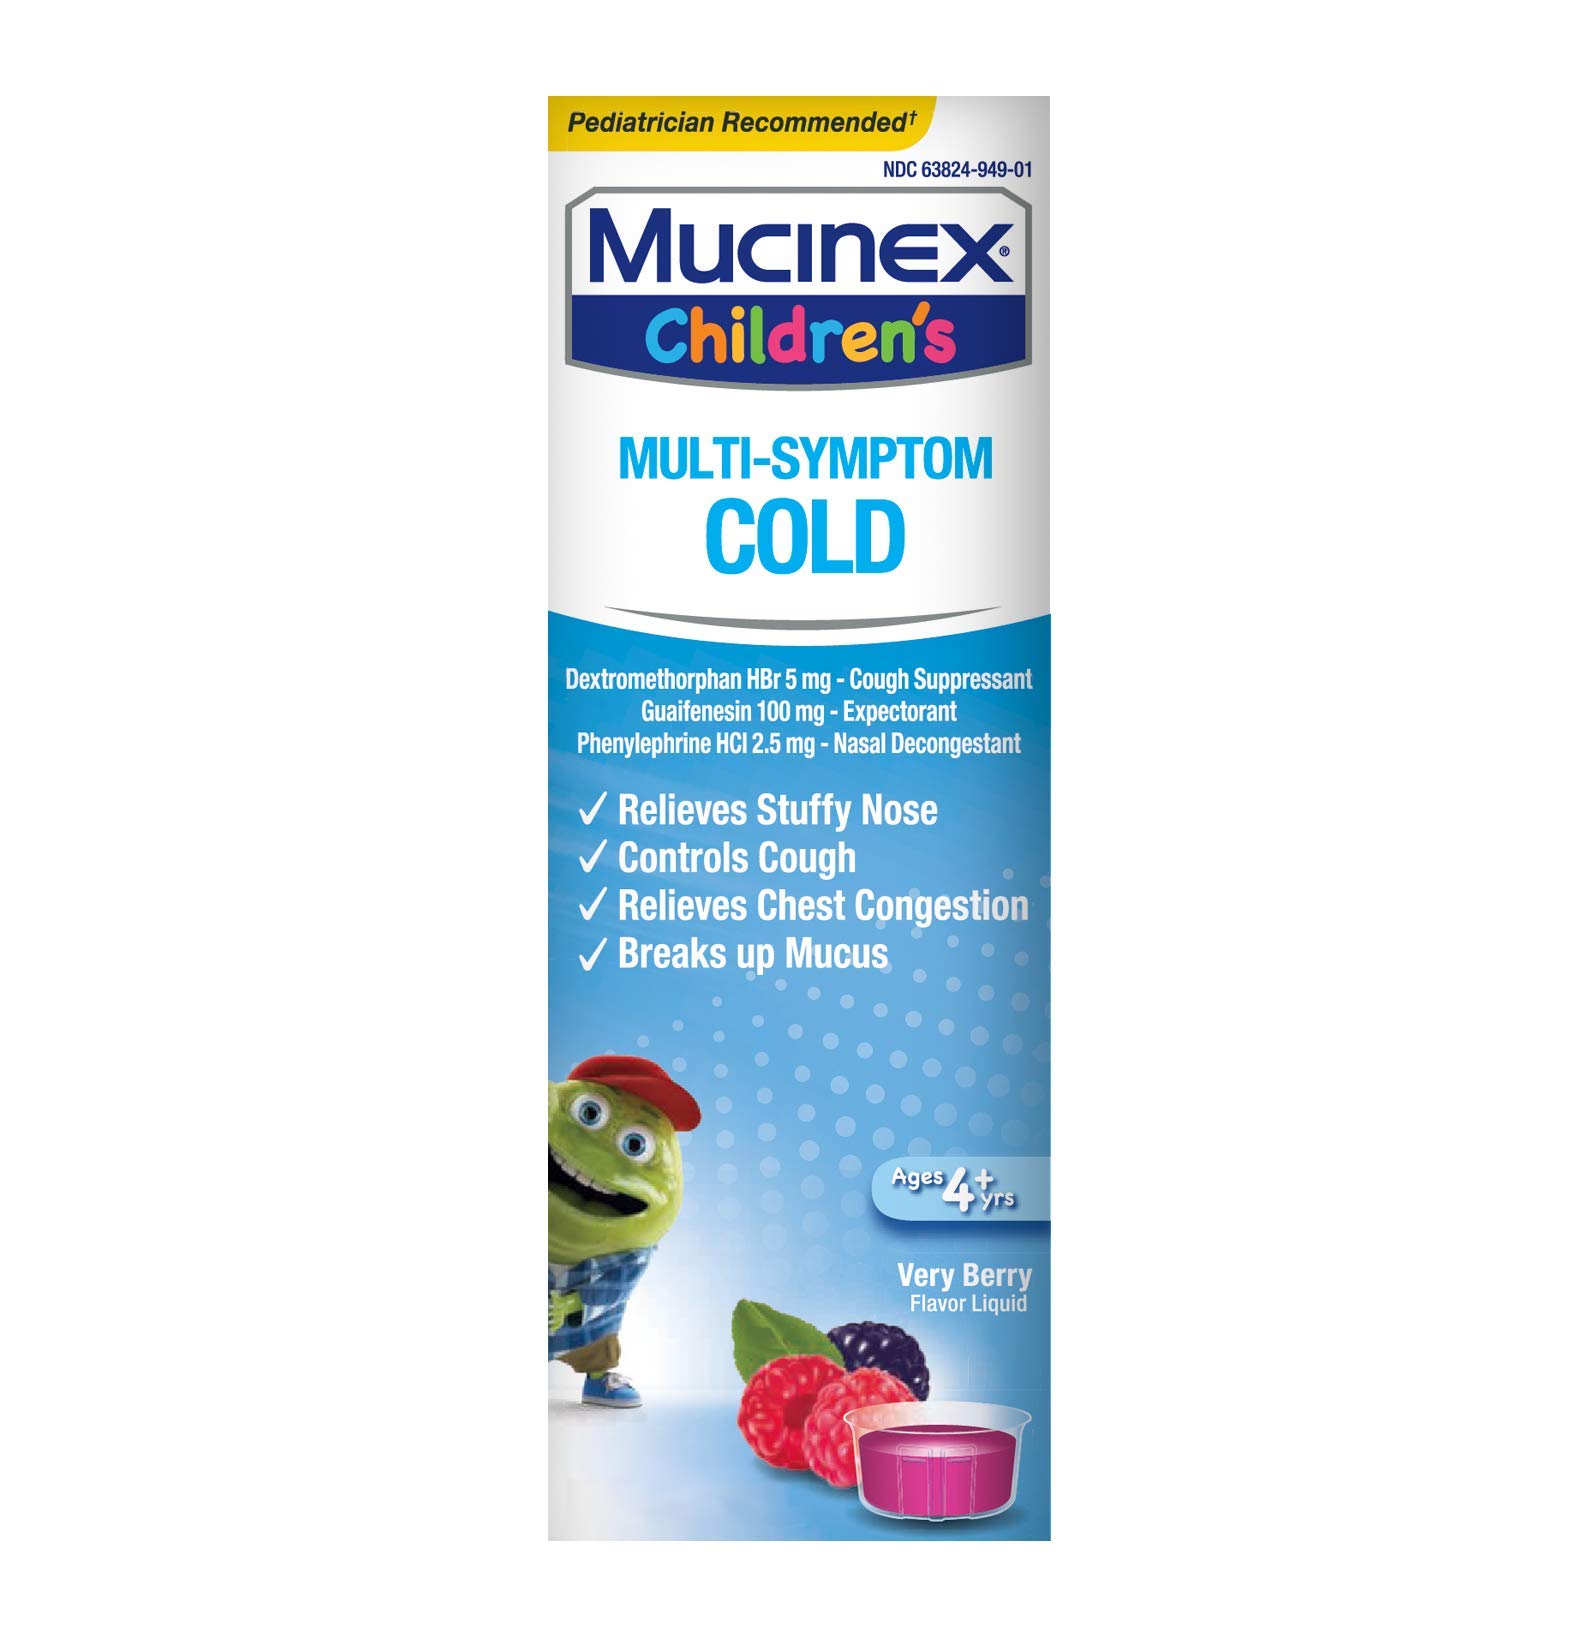 Pediatrician Recommended†
NDC 63824-949-01
Mucinex®
Children's
MULTI-SYMPTOM
COLD
Dextromethorphan HBr 5 mg - Cough Suppressant
Guaifenesin 100 mg - Expectorant
Phenylephrine HCl 2.5 mg - Nasal Decongestant
✓ Relieves Stuffy Nose
✓ Controls Cough
✓ Relieves Chest Congestion
✓ Breaks up Mucus
Ages 4+ yrs
Very Berry
Flavor Liquid